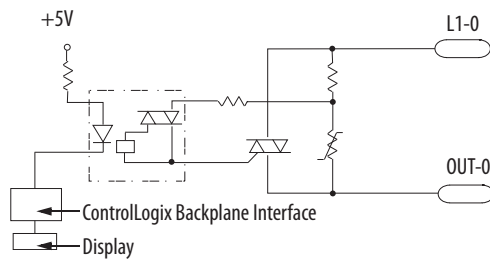 +5V
L1-0
OUT-0
ControlLogix Backplane Interface
Display